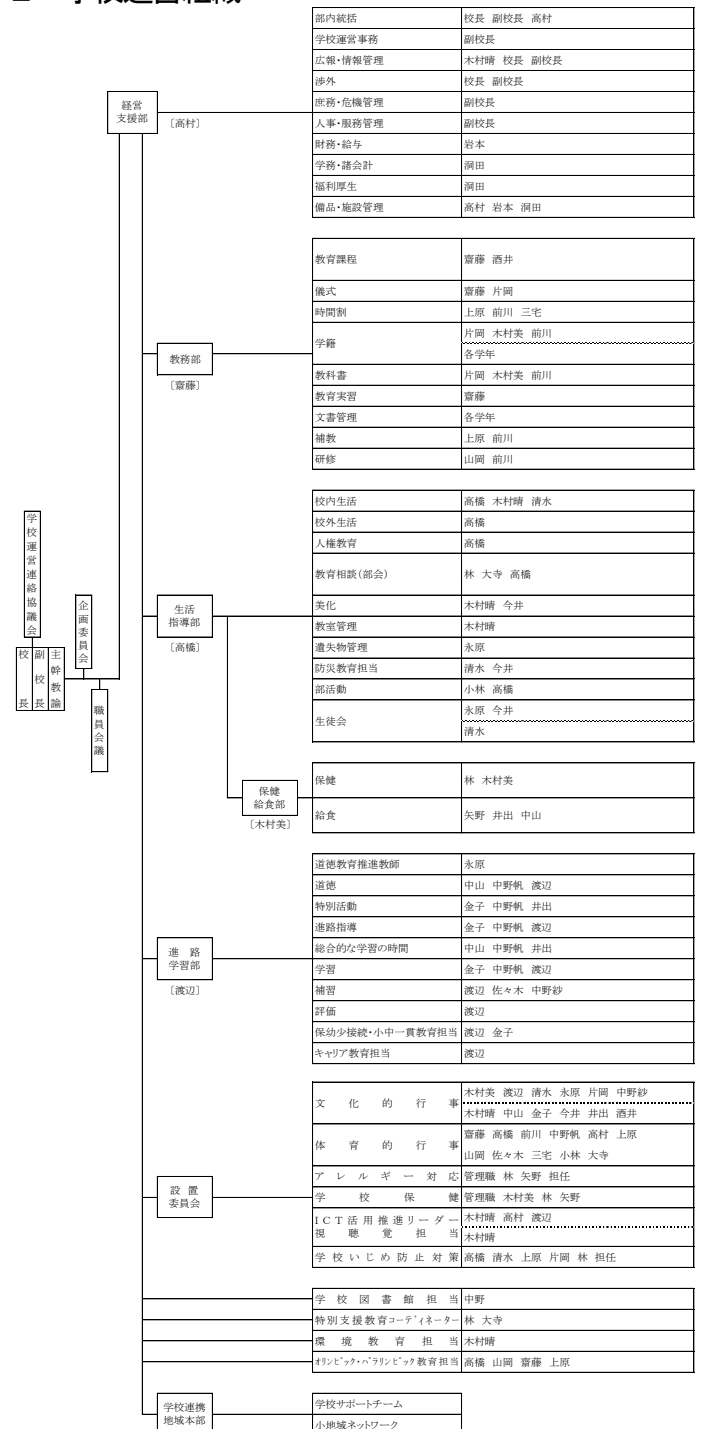 部内統括 校長 副校長 高村
学校運営事務 副校長
広報・情報管理 木村晴 校長 副校長
渉外 校長 副校長
庶務・危機管理 副校長
人事・服務管理 副校長
財務・給与 岩本
学務・諸会計 洞田
福利厚生 洞田
備品・施設管理 高村 岩本 洞田
経営
支援部
〔高村〕
教育課程 齋藤 酒井
儀式 齋藤 片岡
時間割 上原 前川 三宅
学籍 片岡 木村美 前川
各学年
教科書 片岡 木村美 前川
教育実習 齋藤
文書管理 各学年
補教 上原 前川
研修 山岡 前川
教務部
〔齋藤〕
校内生活 高橋 木村晴 清水
校外生活 高橋
人権教育 高橋
教育相談(部会) 林 大寺 高橋
美化 木村晴 今井
教室管理 木村晴
遺失物管理 永原
防災教育担当 清水 今井
部活動 小林 高橋
生徒会 永原 今井
清水
生活
指導部
〔高橋〕
学校運営連絡協議会
校長
副校長
主幹教諭
企画委員会
職員会議
保健 林 木村美
給食 矢野 井出 中山
保健
給食部
〔木村美〕
道徳教育推進教師 永原
道徳 中山 中野帆 渡辺
特別活動 金子 中野帆 井出
進路指導 金子 中野帆 渡辺
総合的な学習の時間 中山 中野帆 井出
学習 金子 中野帆 渡辺
補習 渡辺 佐々木 中野紗
評価 渡辺
保幼少接続・小中一貫教育担当 渡辺 金子
キャリア教育担当 渡辺
進 路
学習部
〔渡辺〕
文化的行事 木村美 渡辺 清水 永原 片岡 中野紗
木村晴 中山 金子 今井 井出 酒井
体育的行事 齋藤 高橋 前川 中野帆 高村 上原
山岡 佐々木 三宅 小林 大寺
アレルギー対応 管理職 林 矢野 担任
学校保健 管理職 木村美 林 矢野
ICT活用推進リーダー 木村晴 高村 渡辺
視聴覚担当 木村晴
学校いじめ防止対策 高橋 清水 上原 片岡 林 担任
設 置
委員会
学校図書館担当 中野
特別支援教育コーディネーター 林 大寺
環境教育担当 木村晴
オリンピック・パラリンピック教育担当 高橋 山岡 齋藤 上原
学校連携
地域本部
学校サポートチーム
小地域ネットワーク